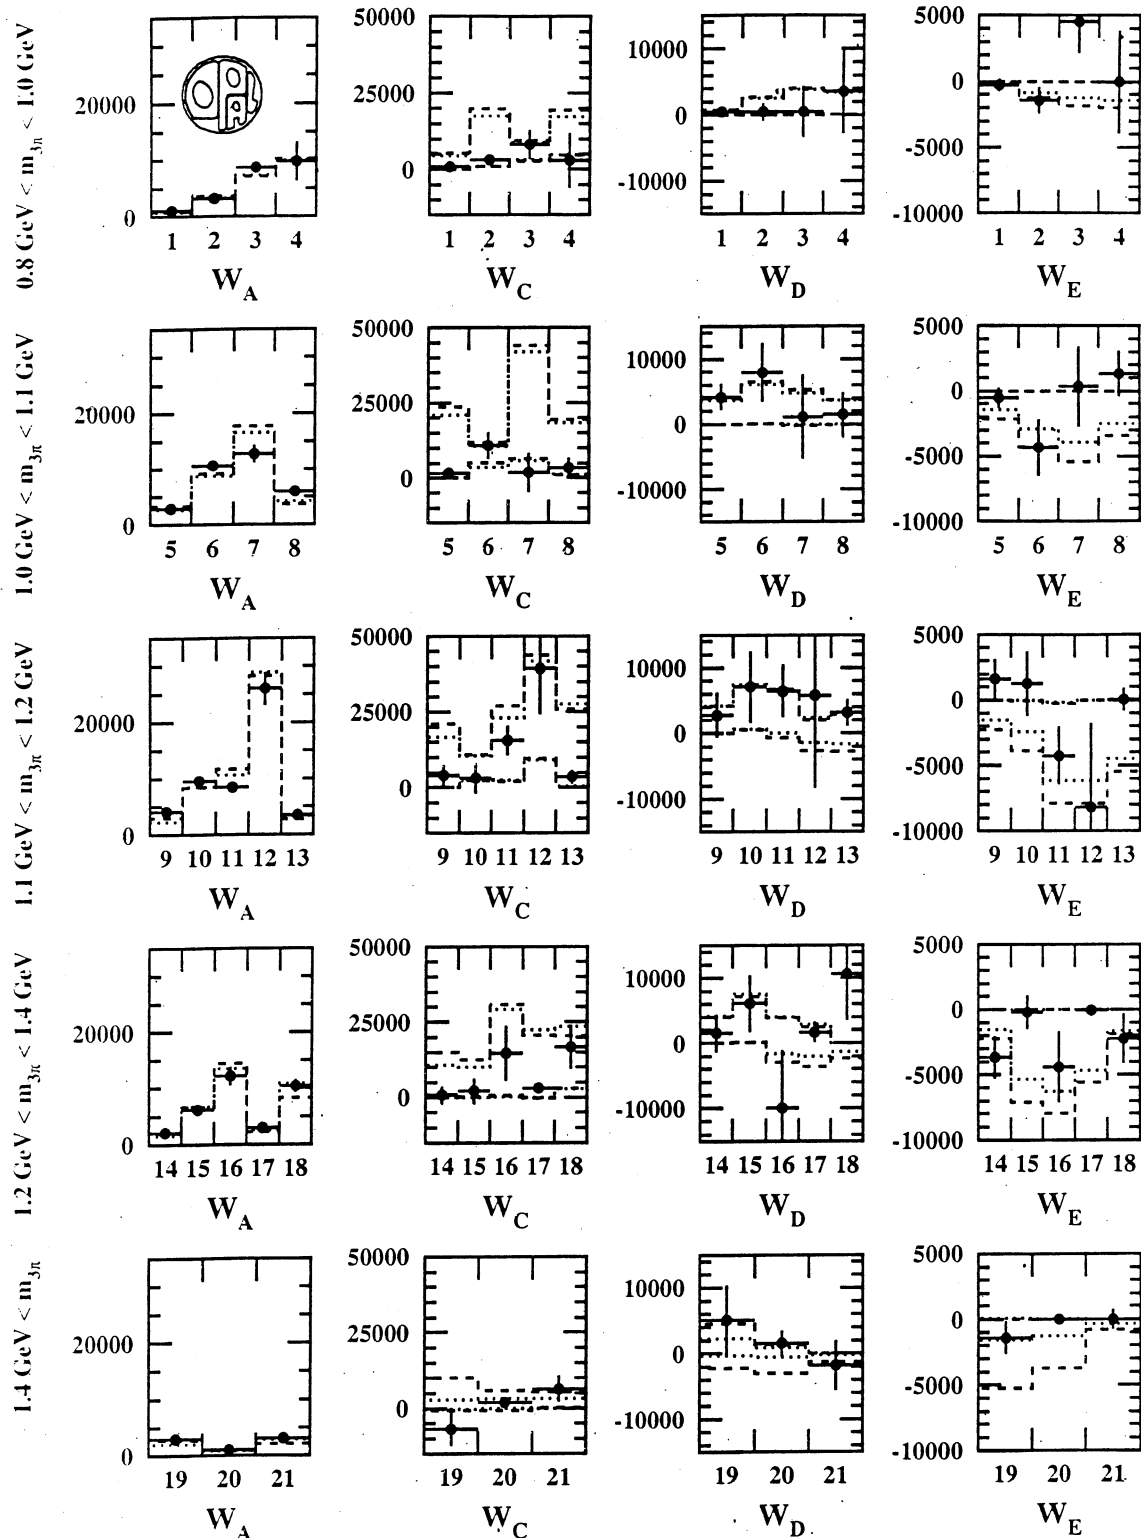 0.8 GeV < m3π < 1.0 GeV
20000
0
1 2 3 4
WA
50000
25000
0
1 2 3 4
WC
10000
0
-10000
1 2 3 4
WD
5000
0
-5000
-10000
1 2 3 4
WE
1.0 GeV < m3π < 1.1 GeV
20000
0
5 6 7 8
WA
50000
25000
0
5 6 7 8
WC
10000
0
-10000
5 6 7 8
WD
5000
0
-5000
-10000
5 6 7 8
WE
1.1 GeV < m3π < 1.2 GeV
20000
0
9 10 11 12 13
WA
50000
25000
0
9 10 11 12 13
WC
10000
0
-10000
9 10 11 12 13
WD
5000
0
-5000
-10000
9 10 11 12 13
WE
1.2 GeV < m3π < 1.4 GeV
20000
0
14 15 16 17 18
WA
50000
25000
0
14 15 16 17 18
WC
10000
0
-10000
14 15 16 17 18
WD
5000
0
-5000
-10000
14 15 16 17 18
WE
1.4 GeV < m3π
20000
0
19 20 21
WA
50000
25000
0
19 20 21
WC
10000
0
-10000
19 20 21
WD
5000
0
-5000
-10000
19 20 21
WE